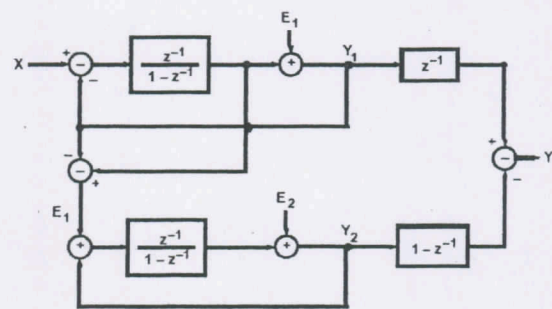 E₁
X + − − z⁻¹ / 1 − z⁻¹ + Y₁ z⁻¹
+ − − Y
− − +
E₁ E₂
+ z⁻¹ / 1 − z⁻¹ + Y₂ 1 − z⁻¹